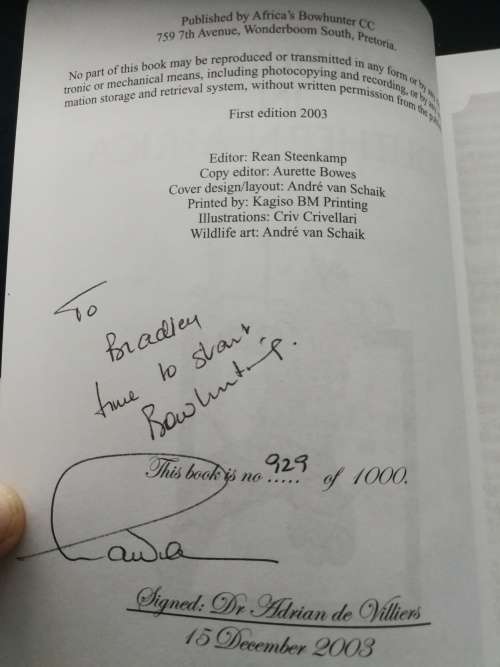 Published by Africa's Bowhunter CC
759 7th Avenue, Wonderboom South, Pretoria.
No part of this book may be reproduced or transmitted in any form or by any
tronic or mechanical means, including photocopying and recording, or by any
mation storage and retrieval system, without written permission from the
First edition 2003
Editor: Rean Steenkamp
Copy editor: Aurette Bowes
Cover design/layout: André van Schaik
Printed by: Kagiso BM Printing
Illustrations: Criv Crivellari
Wildlife art: André van Schaik
To
Bradley
time to start
Bowhunting.
This book is no 929 of 1000.
Signed: Dr Adrian de Villiers
15 December 2003